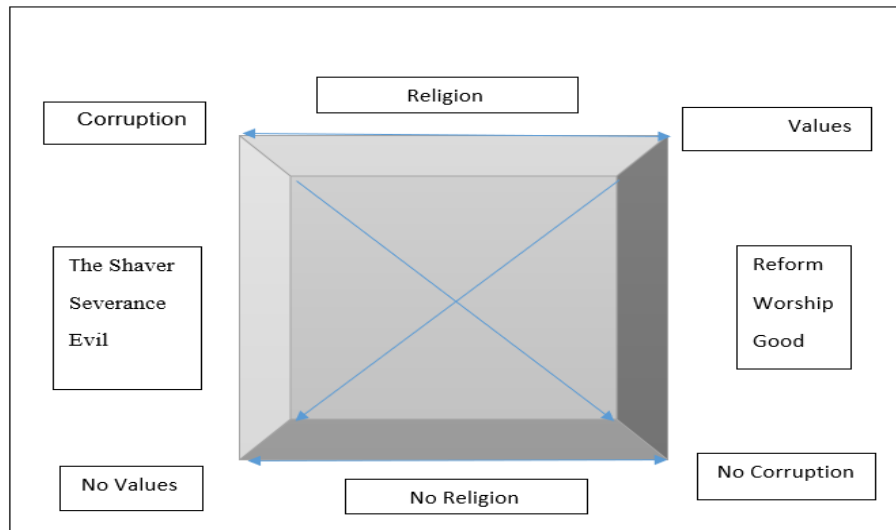 Religion
Corruption
Values
The Shaver
Severance
Evil
Reform
Worship
Good
No Values
No Religion
No Corruption